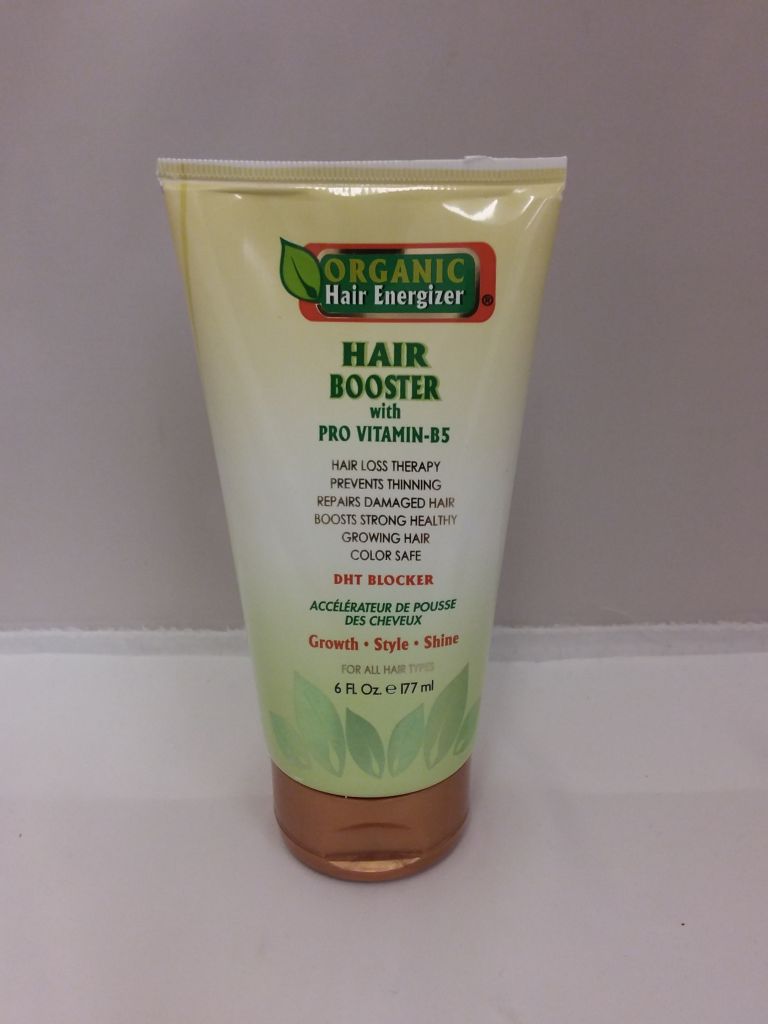 ORGANIC
Hair Energizer ®
HAIR
BOOSTER
with
PRO VITAMIN-B5
HAIR LOSS THERAPY
PREVENTS THINNING
REPAIRS DAMAGED HAIR
BOOSTS STRONG HEALTHY
GROWING HAIR
COLOR SAFE
DHT BLOCKER
ACCÉLÉRATEUR DE POUSSE
DES CHEVEUX
Growth • Style • Shine
FOR ALL HAIR TYPES
6 FL Oz. ℮ 177 ml